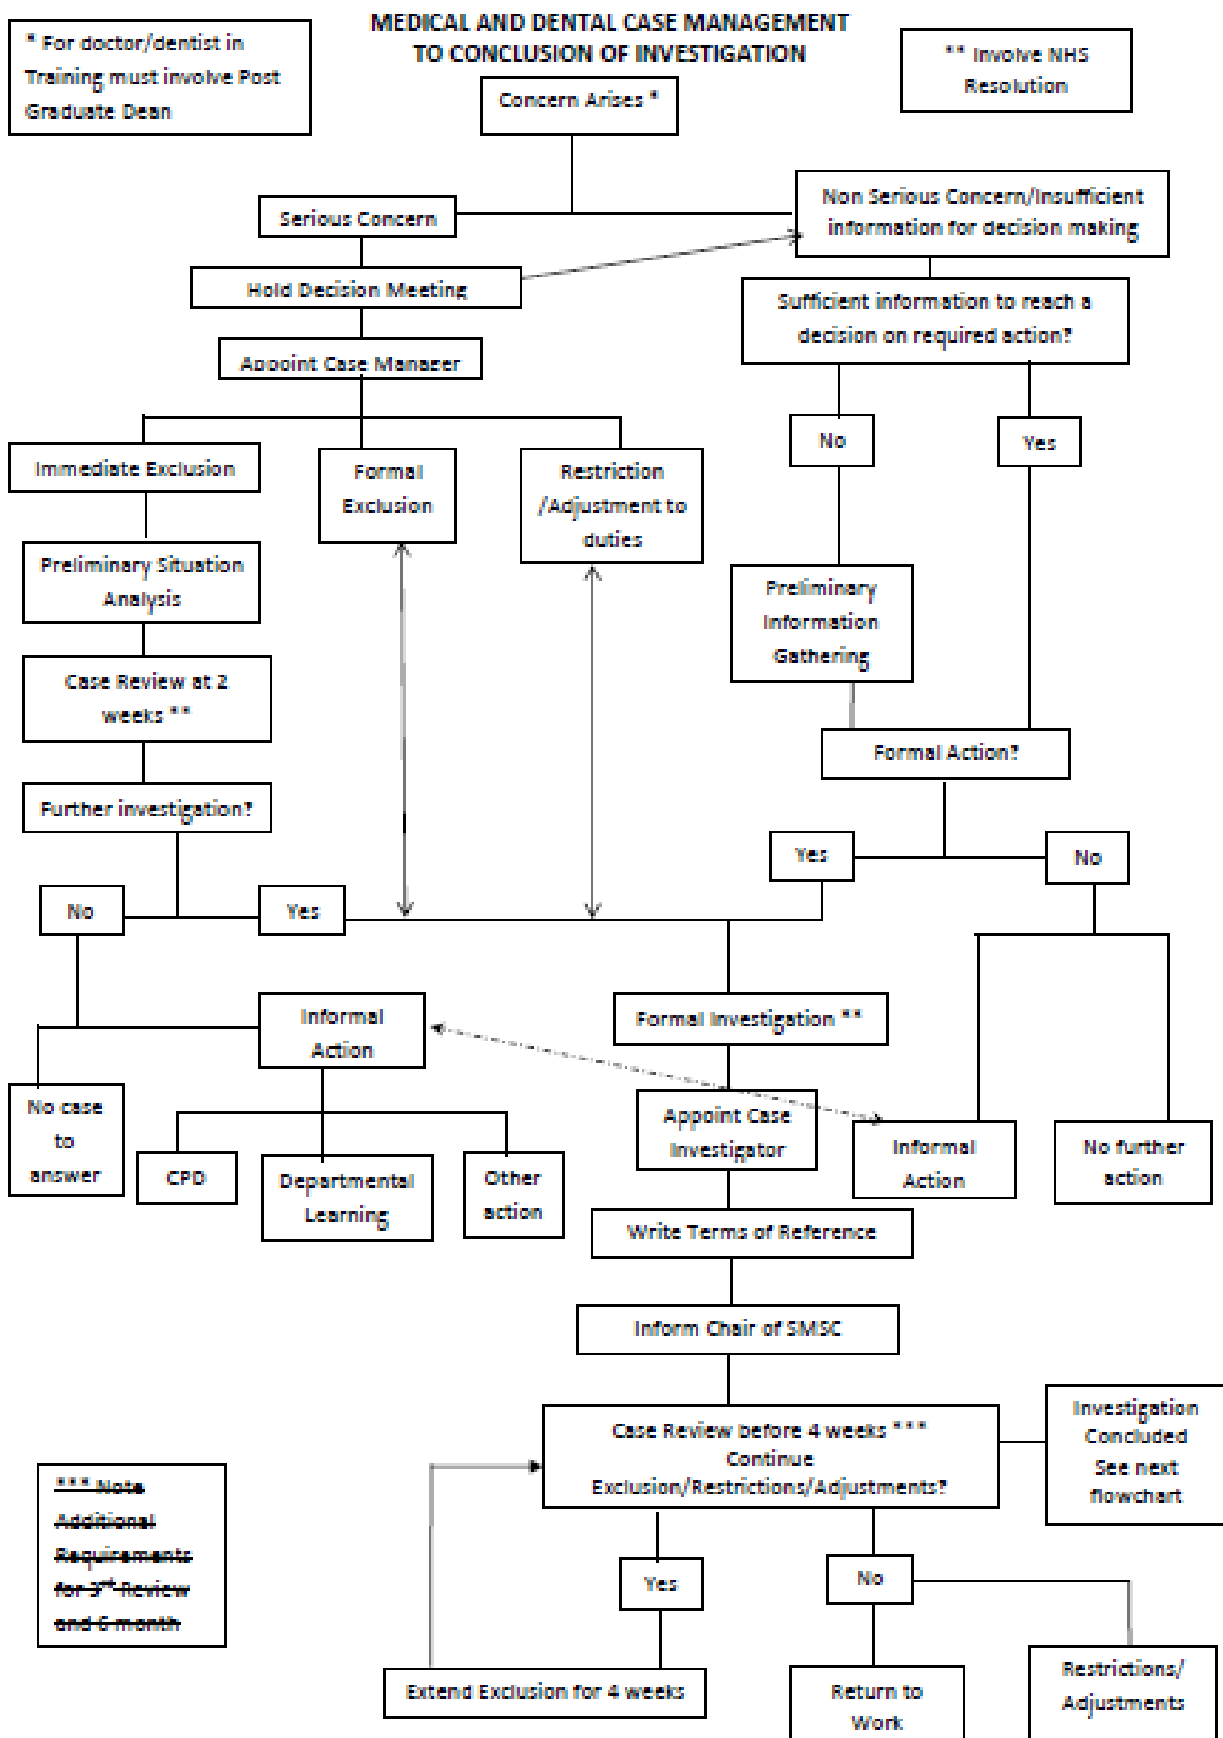 MEDICAL AND DENTAL CASE MANAGEMENT
TO CONCLUSION OF INVESTIGATION
* For doctor/dentist in
Training must involve Post
Graduate Dean
** Involve NHS
Resolution
Concern Arises *
Serious Concern
Non Serious Concern/Insufficient
information for decision making
Hold Decision Meeting
Sufficient information to reach a
decision on required action?
Appoint Case Manager
No
Yes
Immediate Exclusion
Formal
Exclusion
Restriction
/Adjustment to
duties
Preliminary Situation
Analysis
Preliminary
Information
Gathering
Case Review at 2
weeks **
Formal Action?
Further investigation?
Yes
No
No
Yes
Informal
Action
Formal Investigation **
No case
to
answer
CPD
Departmental
Learning
Other
action
Appoint Case
Investigator
Informal
Action
No further
action
Write Terms of Reference
Inform Chair of SMSC
Case Review before 4 weeks ***
Continue
Exclusion/Restrictions/Adjustments?
Investigation
Concluded
See next
flowchart
*** Note
Additional
Requirements
for 3rd Review
and 6 month
Yes
No
Extend Exclusion for 4 weeks
Return to
Work
Restrictions/
Adjustments